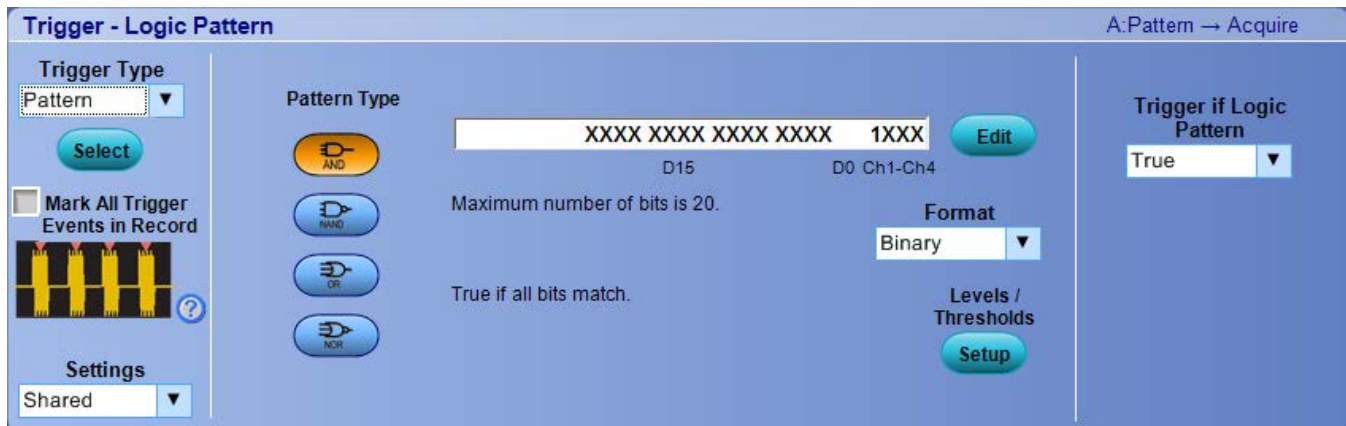 Trigger - Logic Pattern
A:Pattern → Acquire
Trigger Type
Pattern
Select
Mark All Trigger
Events in Record
?
Settings
Shared
Pattern Type
AND
NAND
OR
NOR
XXXX XXXX XXXX XXXX 1XXX
D15 D0 Ch1-Ch4
Edit
Maximum number of bits is 20.
True if all bits match.
Format
Binary
Levels /
Thresholds
Setup
Trigger if Logic
Pattern
True